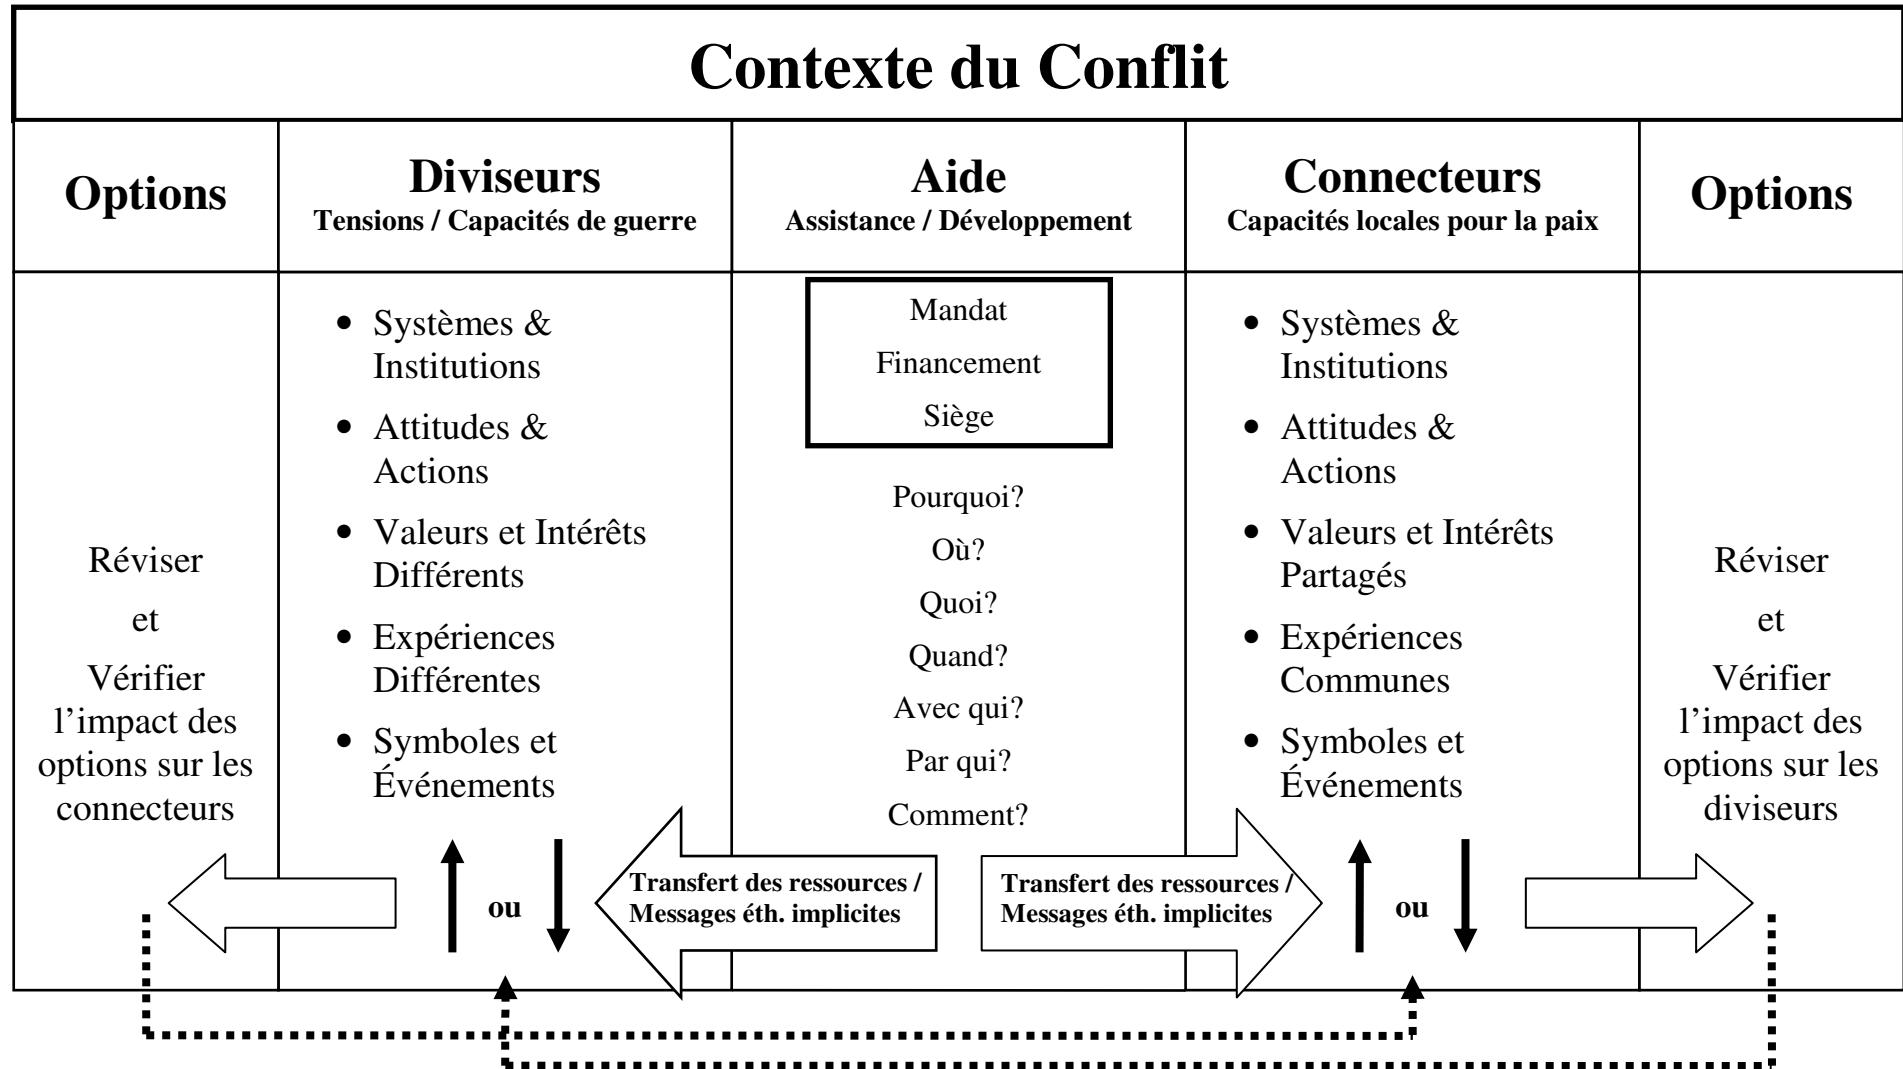 Contexte du Conflit
Options
Diviseurs
Tensions / Capacités de guerre
Aide
Assistance / Développement
Connecteurs
Capacités locales pour la paix
Options
Réviser
et
Vérifier
l’impact des
options sur les
connecteurs
• Systèmes &
Institutions
• Attitudes &
Actions
• Valeurs et Intérêts
Différents
• Expériences
Différentes
• Symboles et
Événements
ou
Mandat
Financement
Siège
Pourquoi?
Où?
Quoi?
Quand?
Avec qui?
Par qui?
Comment?
Transfert des ressources /
Messages éth. implicites
Transfert des ressources /
Messages éth. implicites
• Systèmes &
Institutions
• Attitudes &
Actions
• Valeurs et Intérêts
Partagés
• Expériences
Communes
• Symboles et
Événements
ou
Réviser
et
Vérifier
l’impact des
options sur les
diviseurs